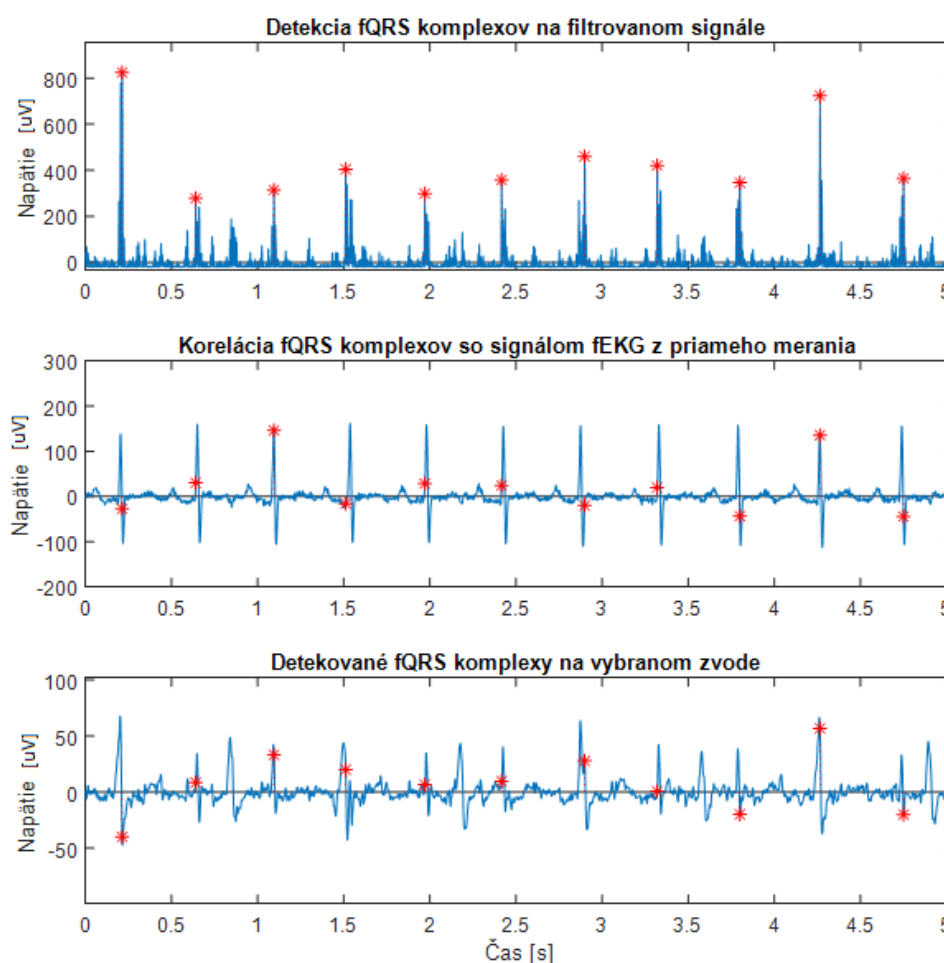 Detekcia fQRS komplexov na filtrovanom signále
Napätie [uV]
800
600
400
200
0
0 0.5 1 1.5 2 2.5 3 3.5 4 4.5 5
Korelácia fQRS komplexov so signálom fEKG z priameho merania
Napätie [uV]
300
200
100
0
-100
-200
0 0.5 1 1.5 2 2.5 3 3.5 4 4.5 5
Detekované fQRS komplexy na vybranom zvode
Napätie [uV]
100
50
0
-50
0 0.5 1 1.5 2 2.5 3 3.5 4 4.5 5
Čas [s]